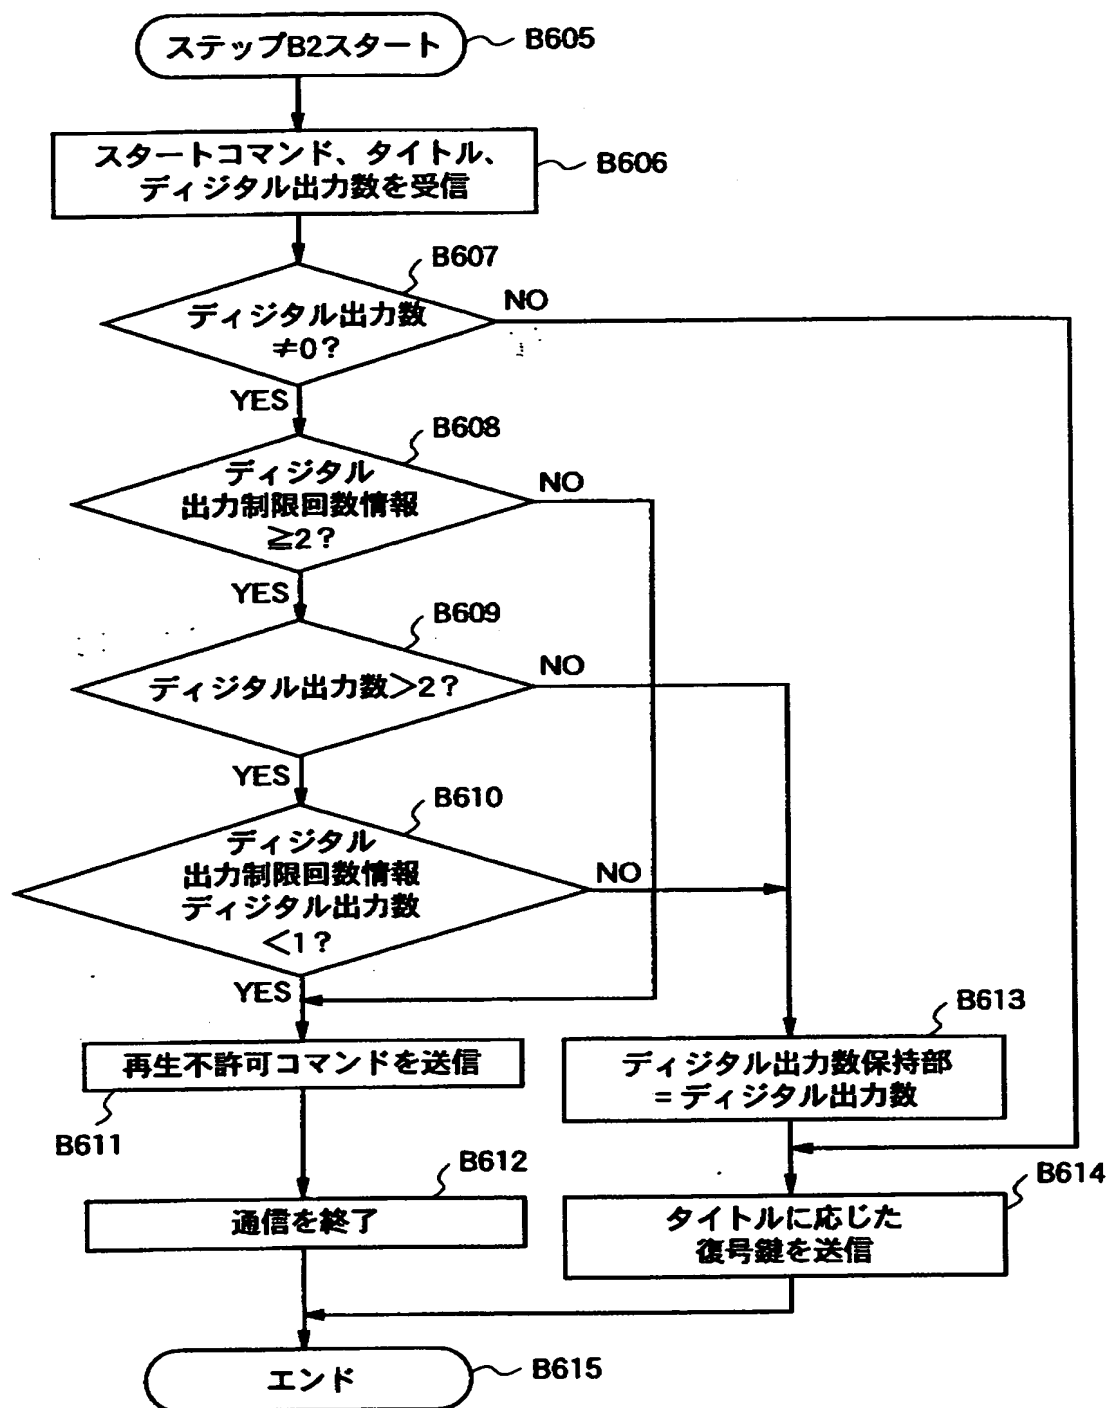 ステップB2スタート
B605
スタートコマンド、タイトル、
ディジタル出力数を受信
B606
B607
ディジタル出力数
≠0?
NO
YES
B608
ディジタル
出力制限回数情報
≧2?
NO
YES
B609
ディジタル出力数>2?
NO
YES
B610
ディジタル
出力制限回数情報
ディジタル出力数
<1?
NO
YES
再生不許可コマンドを送信
B611
B613
ディジタル出力数保持部
=ディジタル出力数
B612
通信を終了
B614
タイトルに応じた
復号鍵を送信
エンド
B615